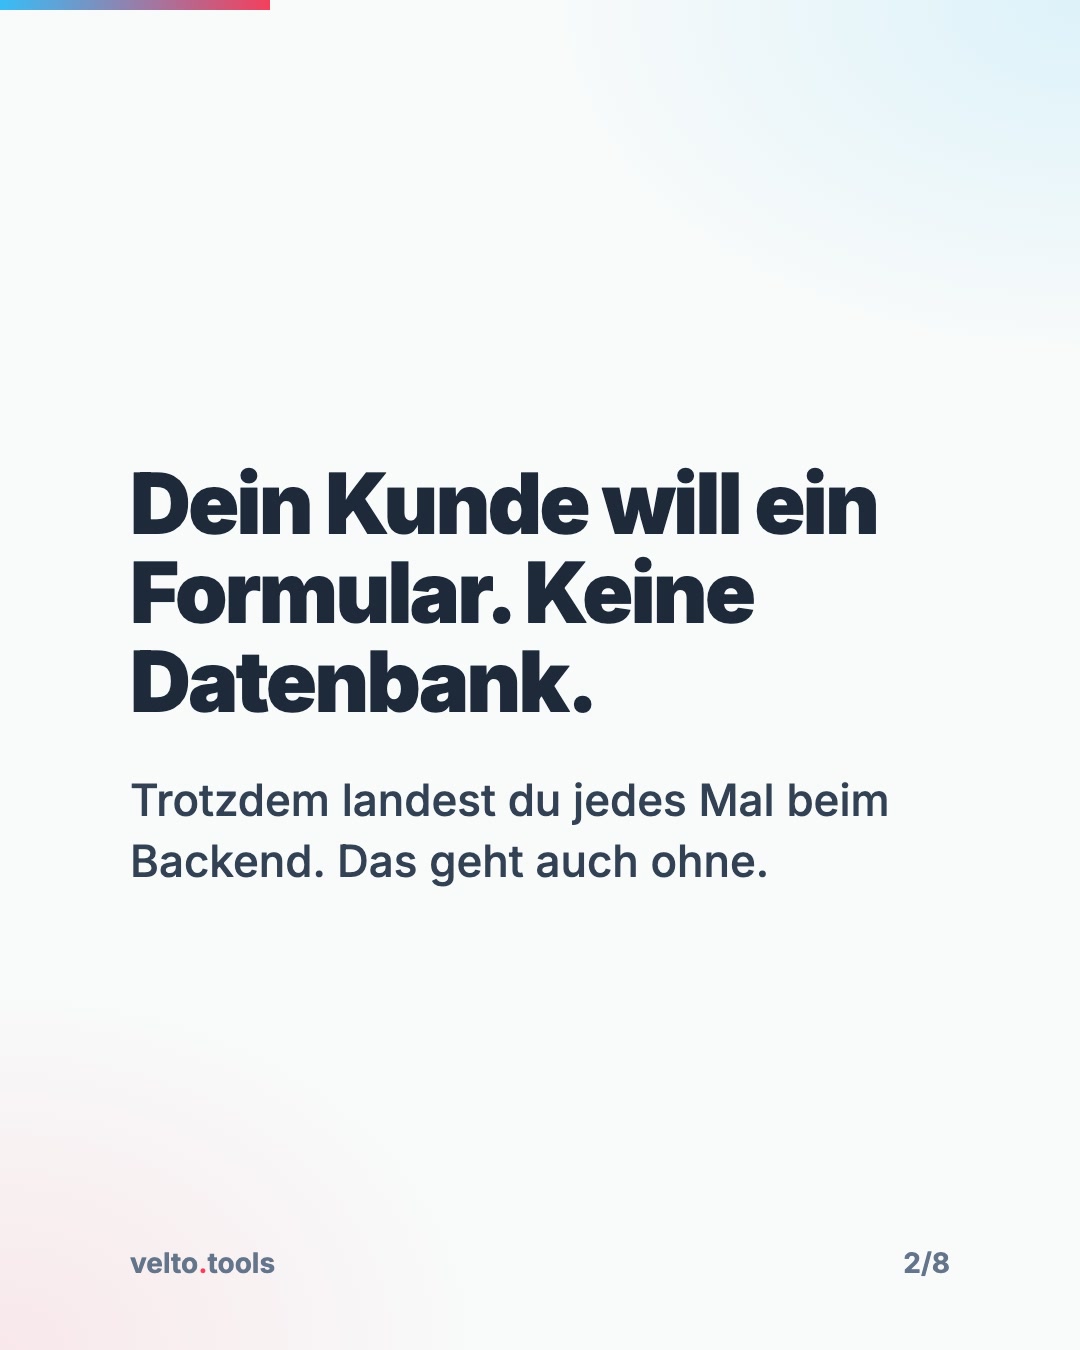 Dein Kunde will ein
Formular. Keine
Datenbank.
Trotzdem landest du jedes Mal beim
Backend. Das geht auch ohne.
velto.tools
2/8